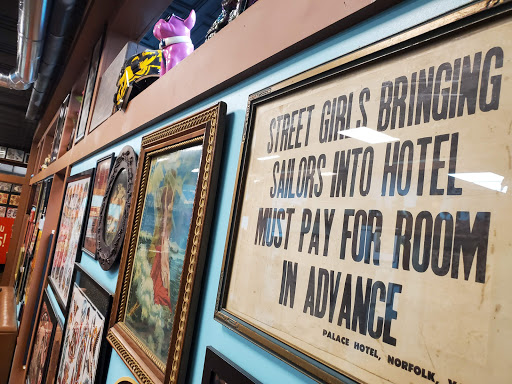 STREET GIRLS BRINGING
SAILORS INTO HOTEL
MUST PAY FOR ROOM
IN ADVANCE
PALACE HOTEL, NORFOLK,